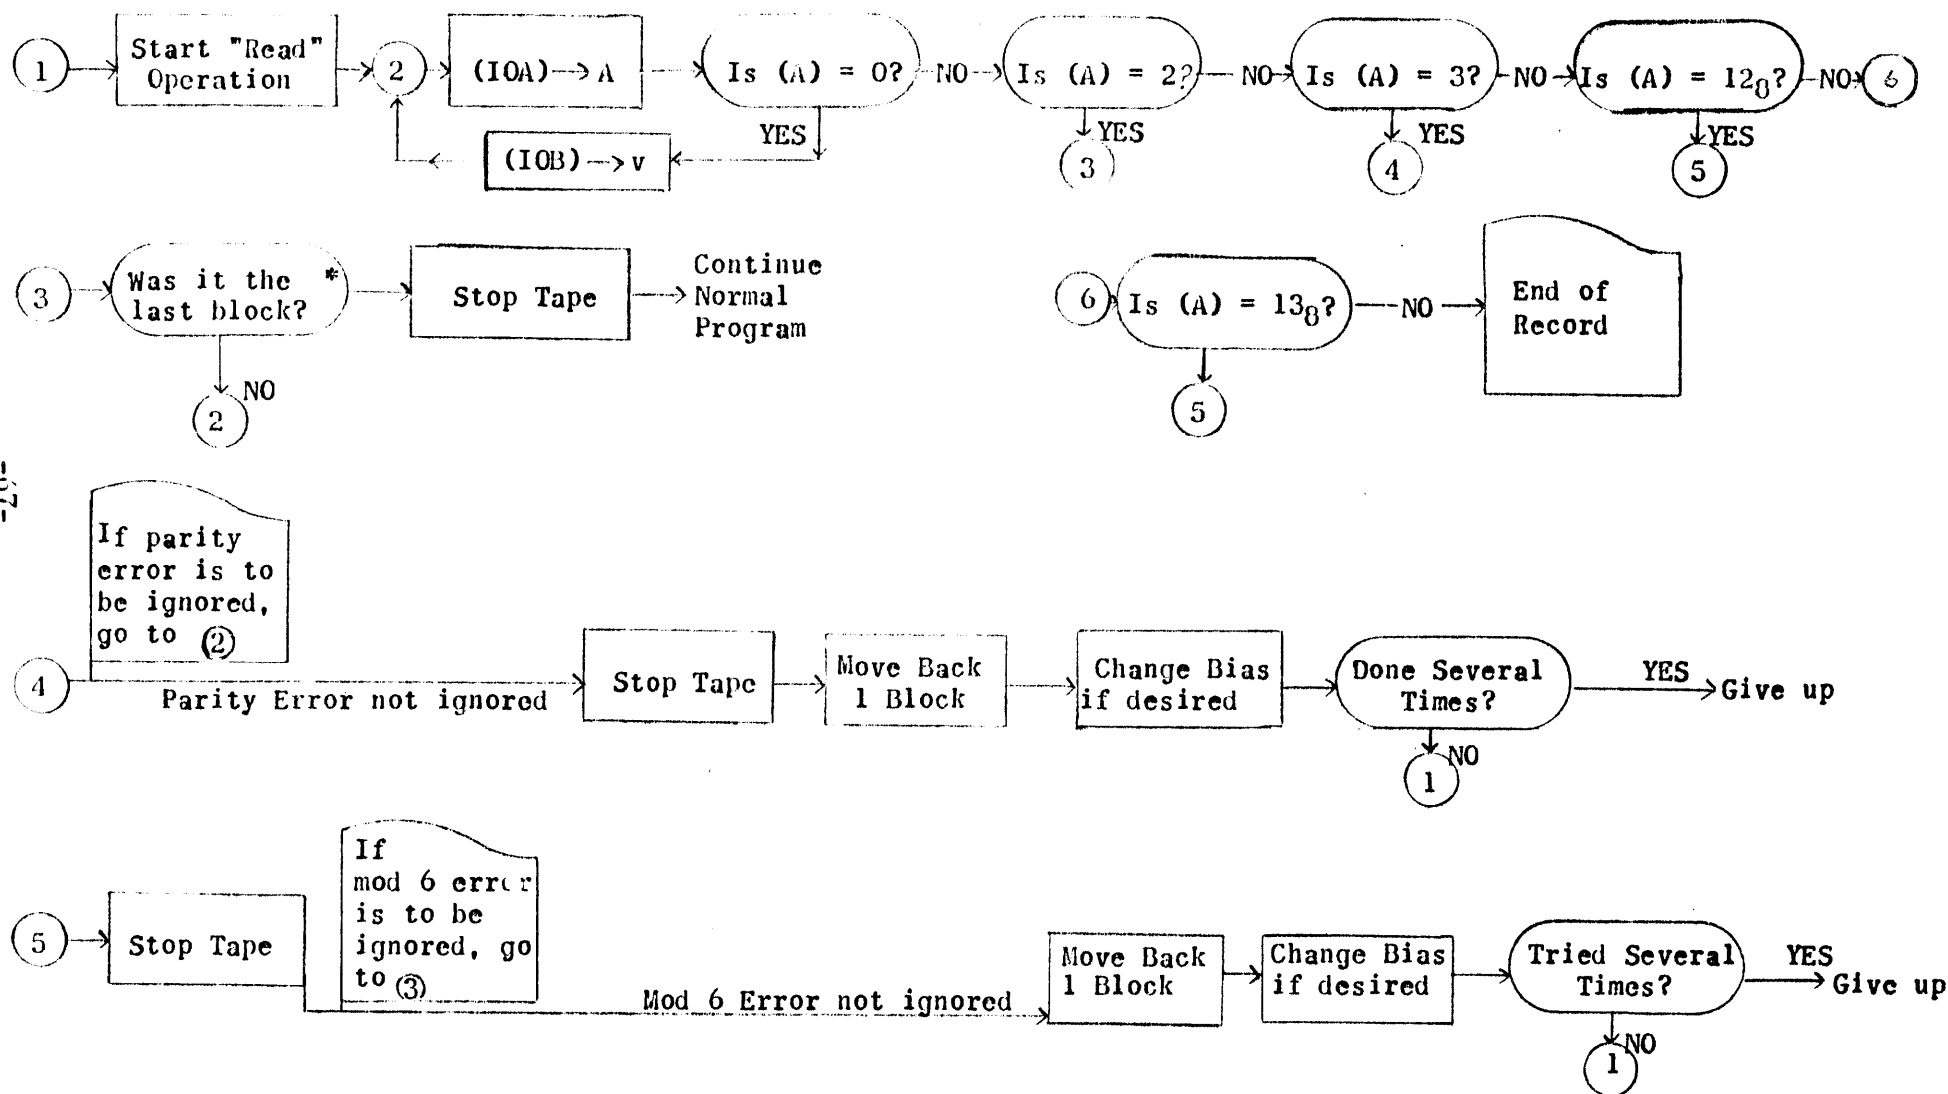 1
Start "Read"
Operation
2
(IOA)→A
Is (A) = 0?
NO
Is (A) = 2?
NO
Is (A) = 3?
NO
Is (A) = 12₈?
NO
6
YES
(IOB)→v
YES
3
YES
4
YES
5
3
Was it the *
last block?
Stop Tape
Continue
Normal
Program
NO
2
6
Is (A) = 13₈?
NO
End of
Record
5
If parity
error is to
be ignored,
go to (2)
4
Parity Error not ignored
Stop Tape
Move Back
1 Block
Change Bias
if desired
Done Several
Times?
YES
Give up
NO
1
If
mod 6 error
is to be
ignored, go
to (3)
5
Stop Tape
Mod 6 Error not ignored
Move Back
1 Block
Change Bias
if desired
Tried Several
Times?
YES
Give up
NO
1